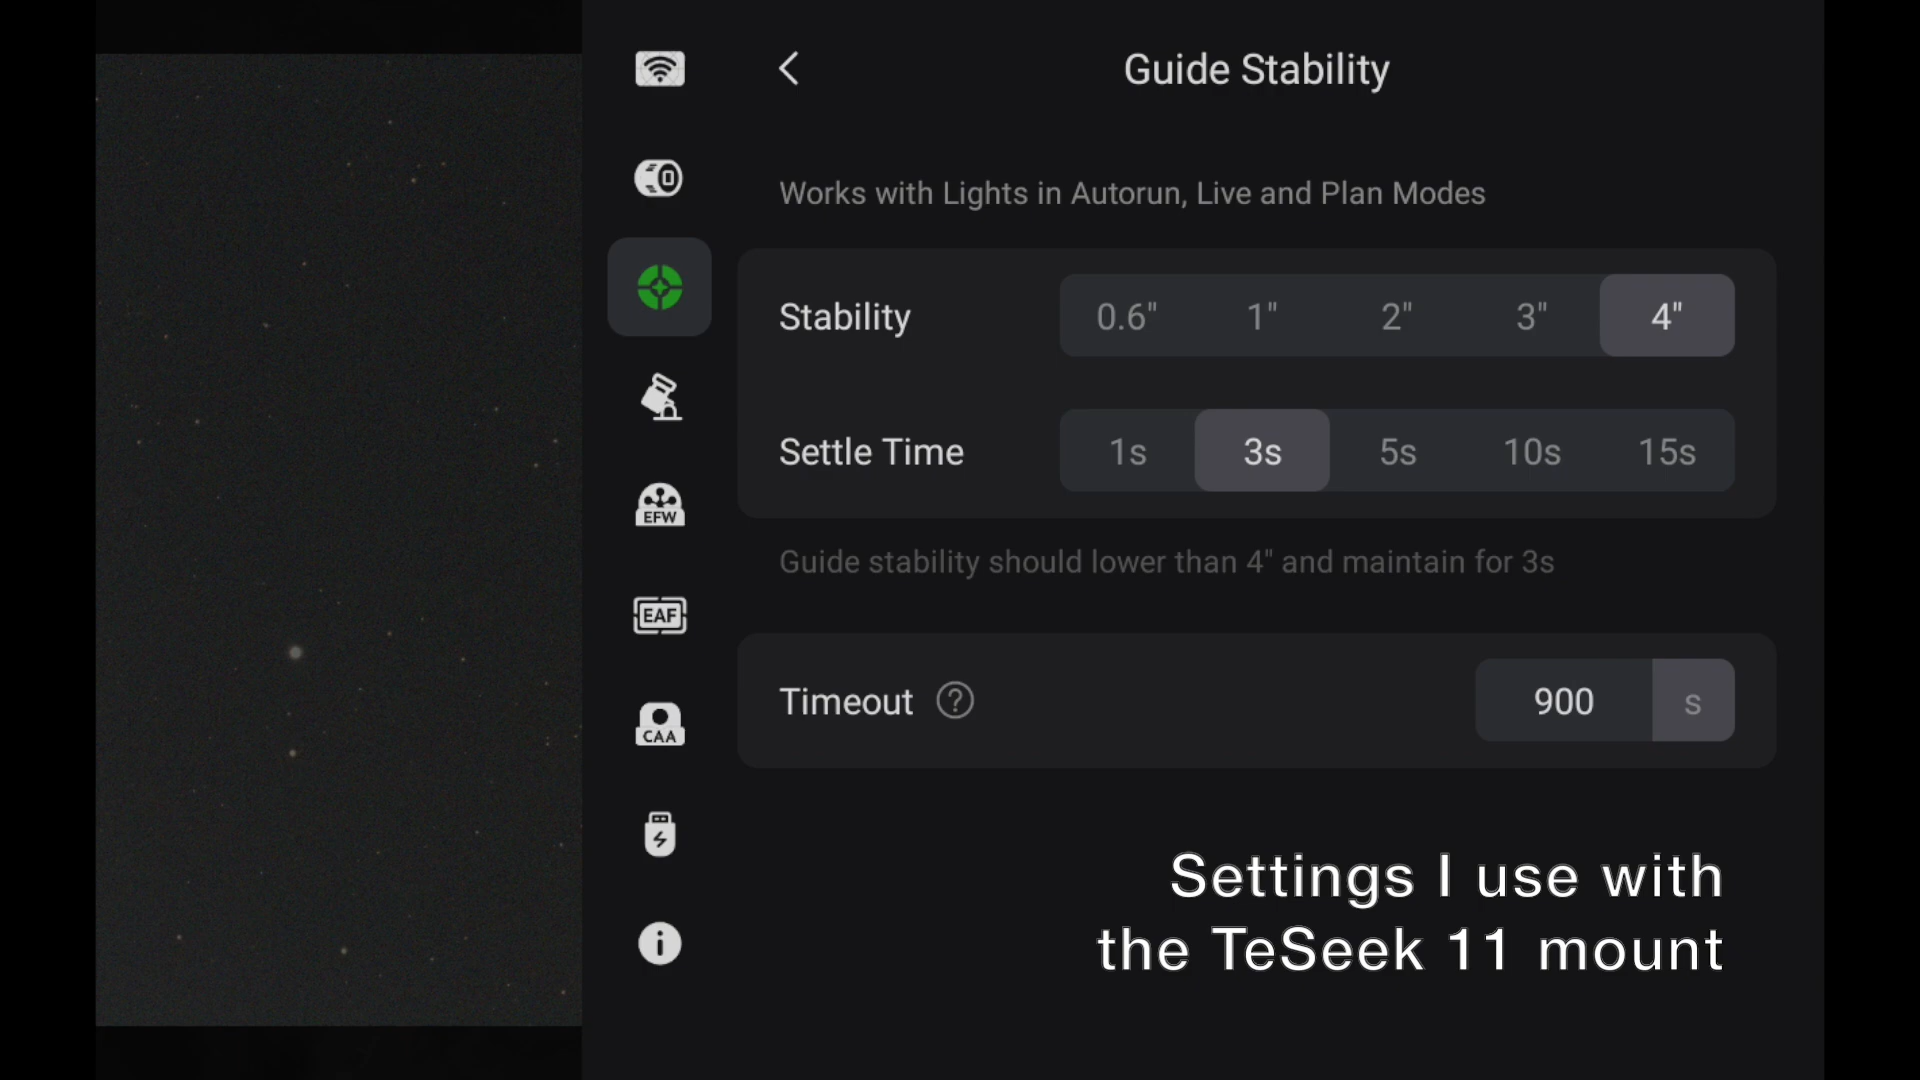 Guide Stability
Works with Lights in Autorun, Live and Plan Modes
Stability 0.6" 1" 2" 3" 4"
Settle Time 1s 3s 5s 10s 15s
EFW
Guide stability should lower than 4" and maintain for 3s
EAF
Timeout ? 900 s
CAA
Settings I use with
the TeSeek 11 mount